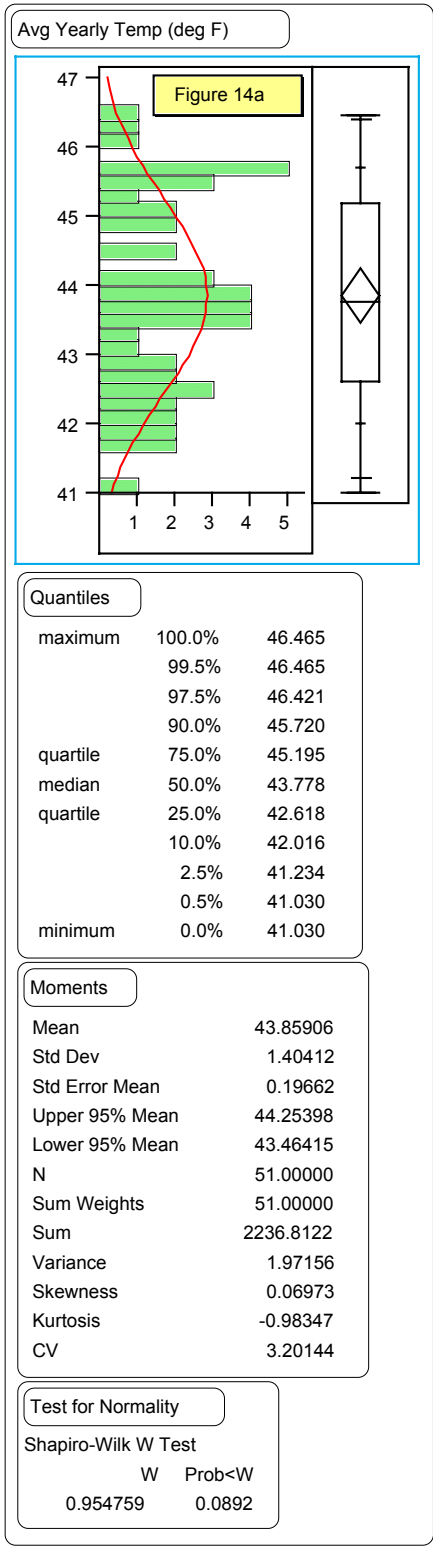 Avg Yearly Temp (deg F)
Figure 14a
47
46
45
44
43
42
41
1 2 3 4 5
Quantiles
maximum 100.0% 46.465
99.5% 46.465
97.5% 46.421
90.0% 45.720
quartile 75.0% 45.195
median 50.0% 43.778
quartile 25.0% 42.618
10.0% 42.016
2.5% 41.234
0.5% 41.030
minimum 0.0% 41.030
Moments
Mean 43.85906
Std Dev 1.40412
Std Error Mean 0.19662
Upper 95% Mean 44.25398
Lower 95% Mean 43.46415
N 51.00000
Sum Weights 51.00000
Sum 2236.8122
Variance 1.97156
Skewness 0.06973
Kurtosis -0.98347
CV 3.20144
Test for Normality
Shapiro-Wilk W Test
W Prob<W
0.954759 0.0892